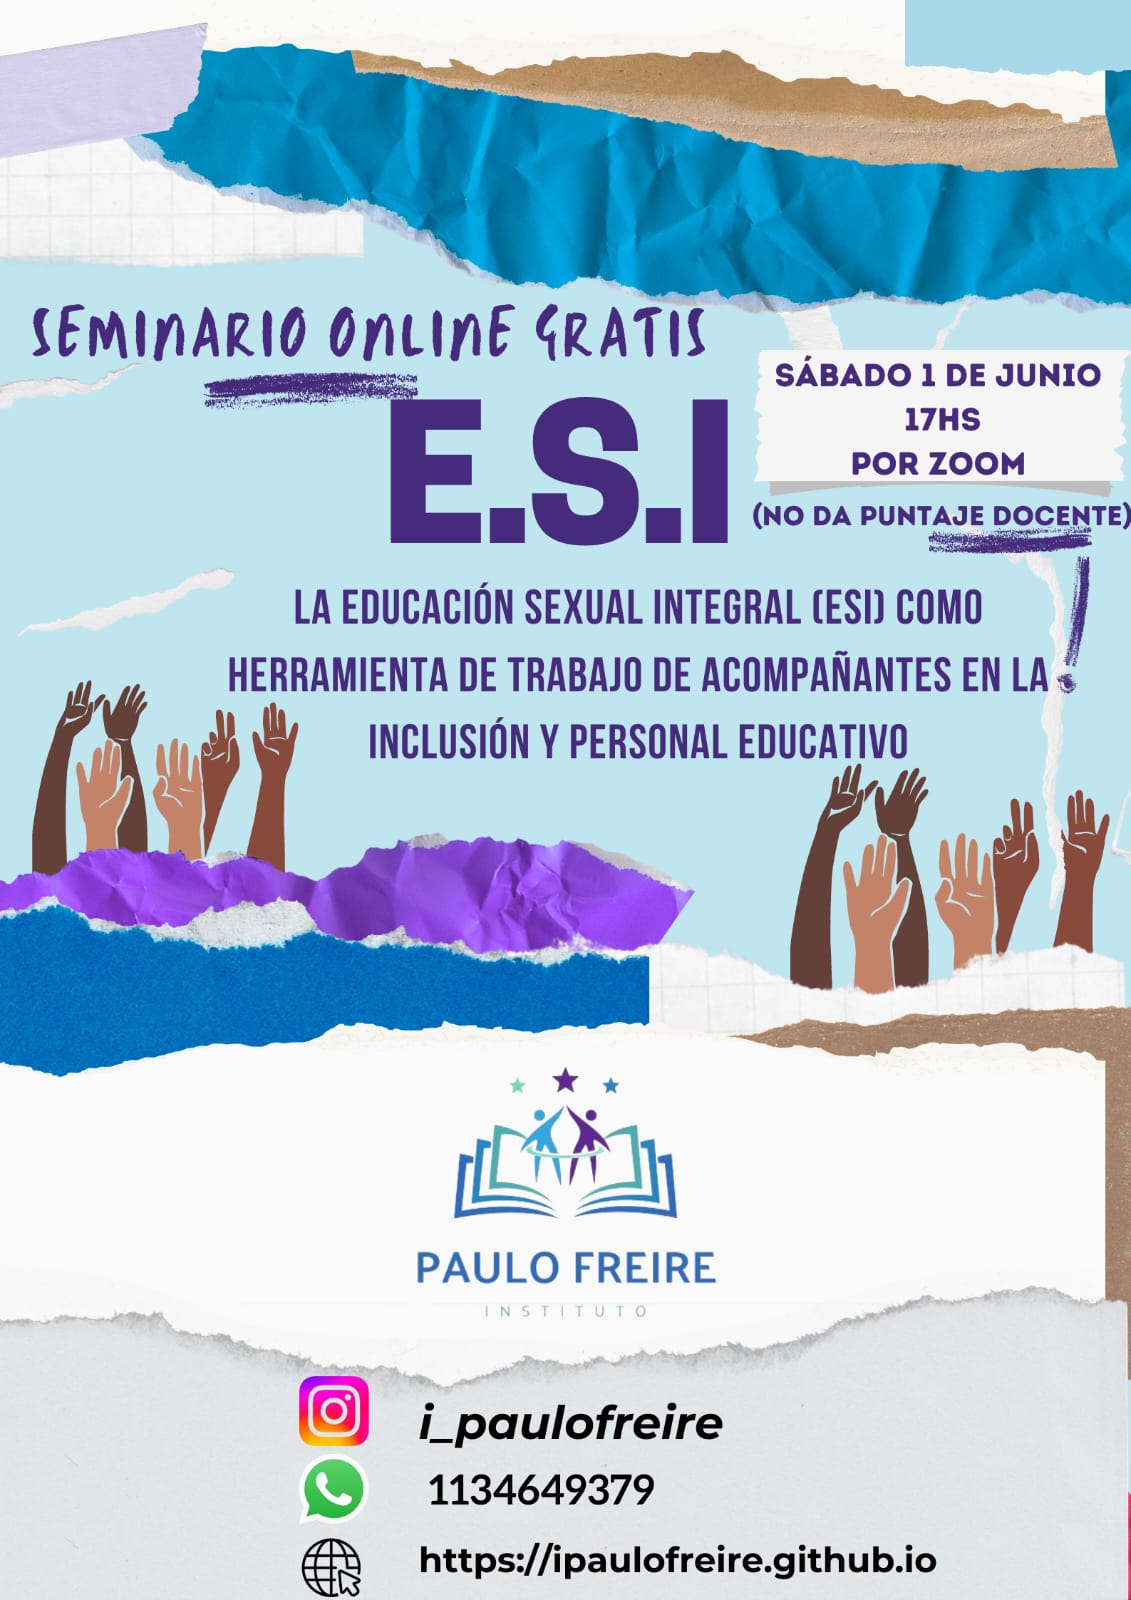 SEMINARIO ONLINE GRATIS
E.S.I
SÁBADO 1 DE JUNIO
17HS
POR ZOOM
(NO DA PUNTAJE DOCENTE)
LA EDUCACIÓN SEXUAL INTEGRAL (ESI) COMO
HERRAMIENTA DE TRABAJO DE ACOMPAÑANTES EN LA
INCLUSIÓN Y PERSONAL EDUCATIVO
PAULO FREIRE
INSTITUTO
i_paulofreire
1134649379
https://ipaulofreire.github.io